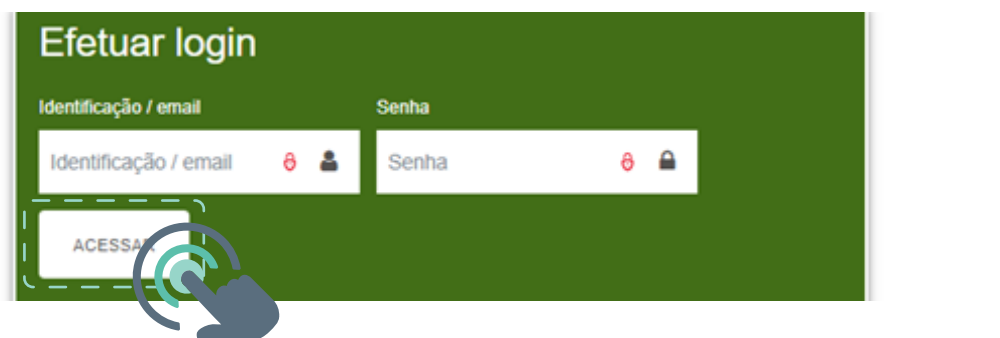 Efetuar login
Identificação / email Senha
Identificação / email Senha
ACESSAR